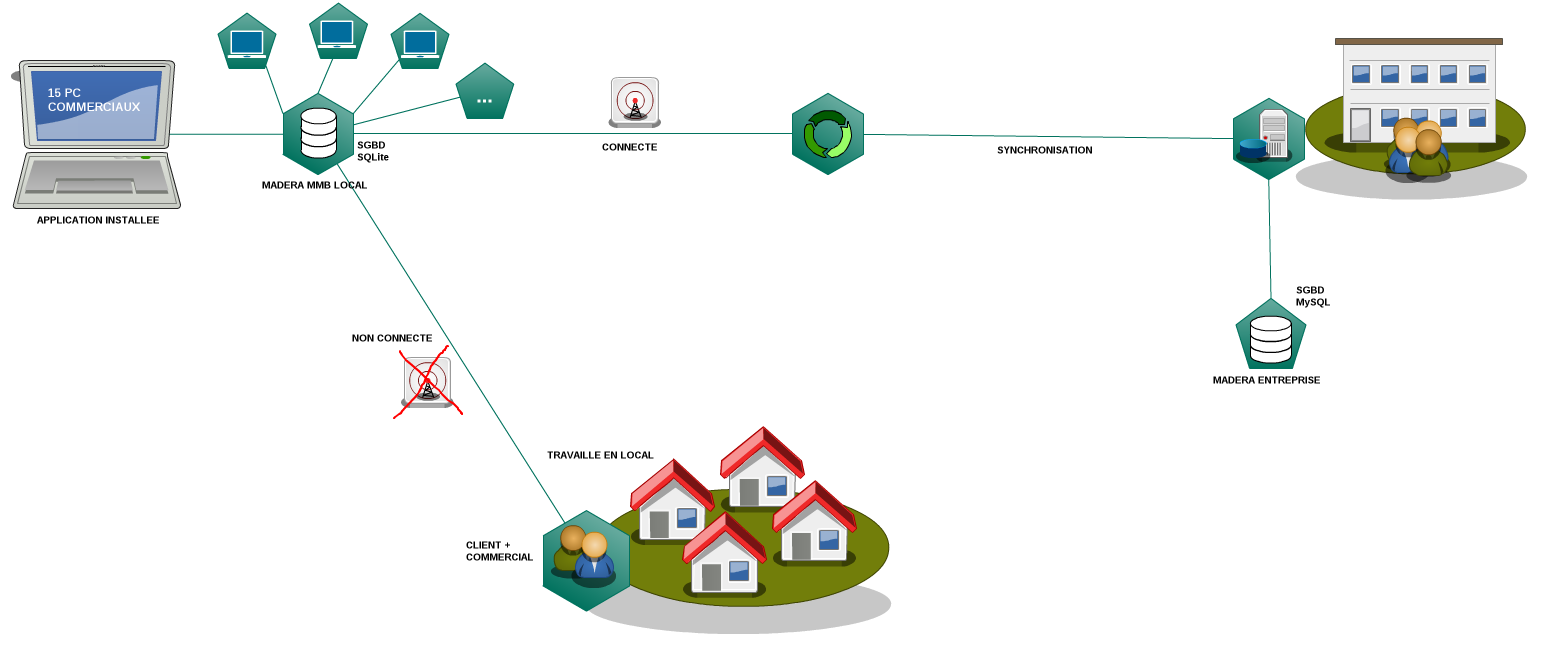 15 PC
COMMERCIAUX
...
CONNECTE
SGBD
SQLite
SYNCHRONISATION
MADERA MMB LOCAL
APPLICATION INSTALLEE
SGBD
MySQL
NON CONNECTE
MADERA ENTREPRISE
TRAVAILLE EN LOCAL
CLIENT +
COMMERCIAL